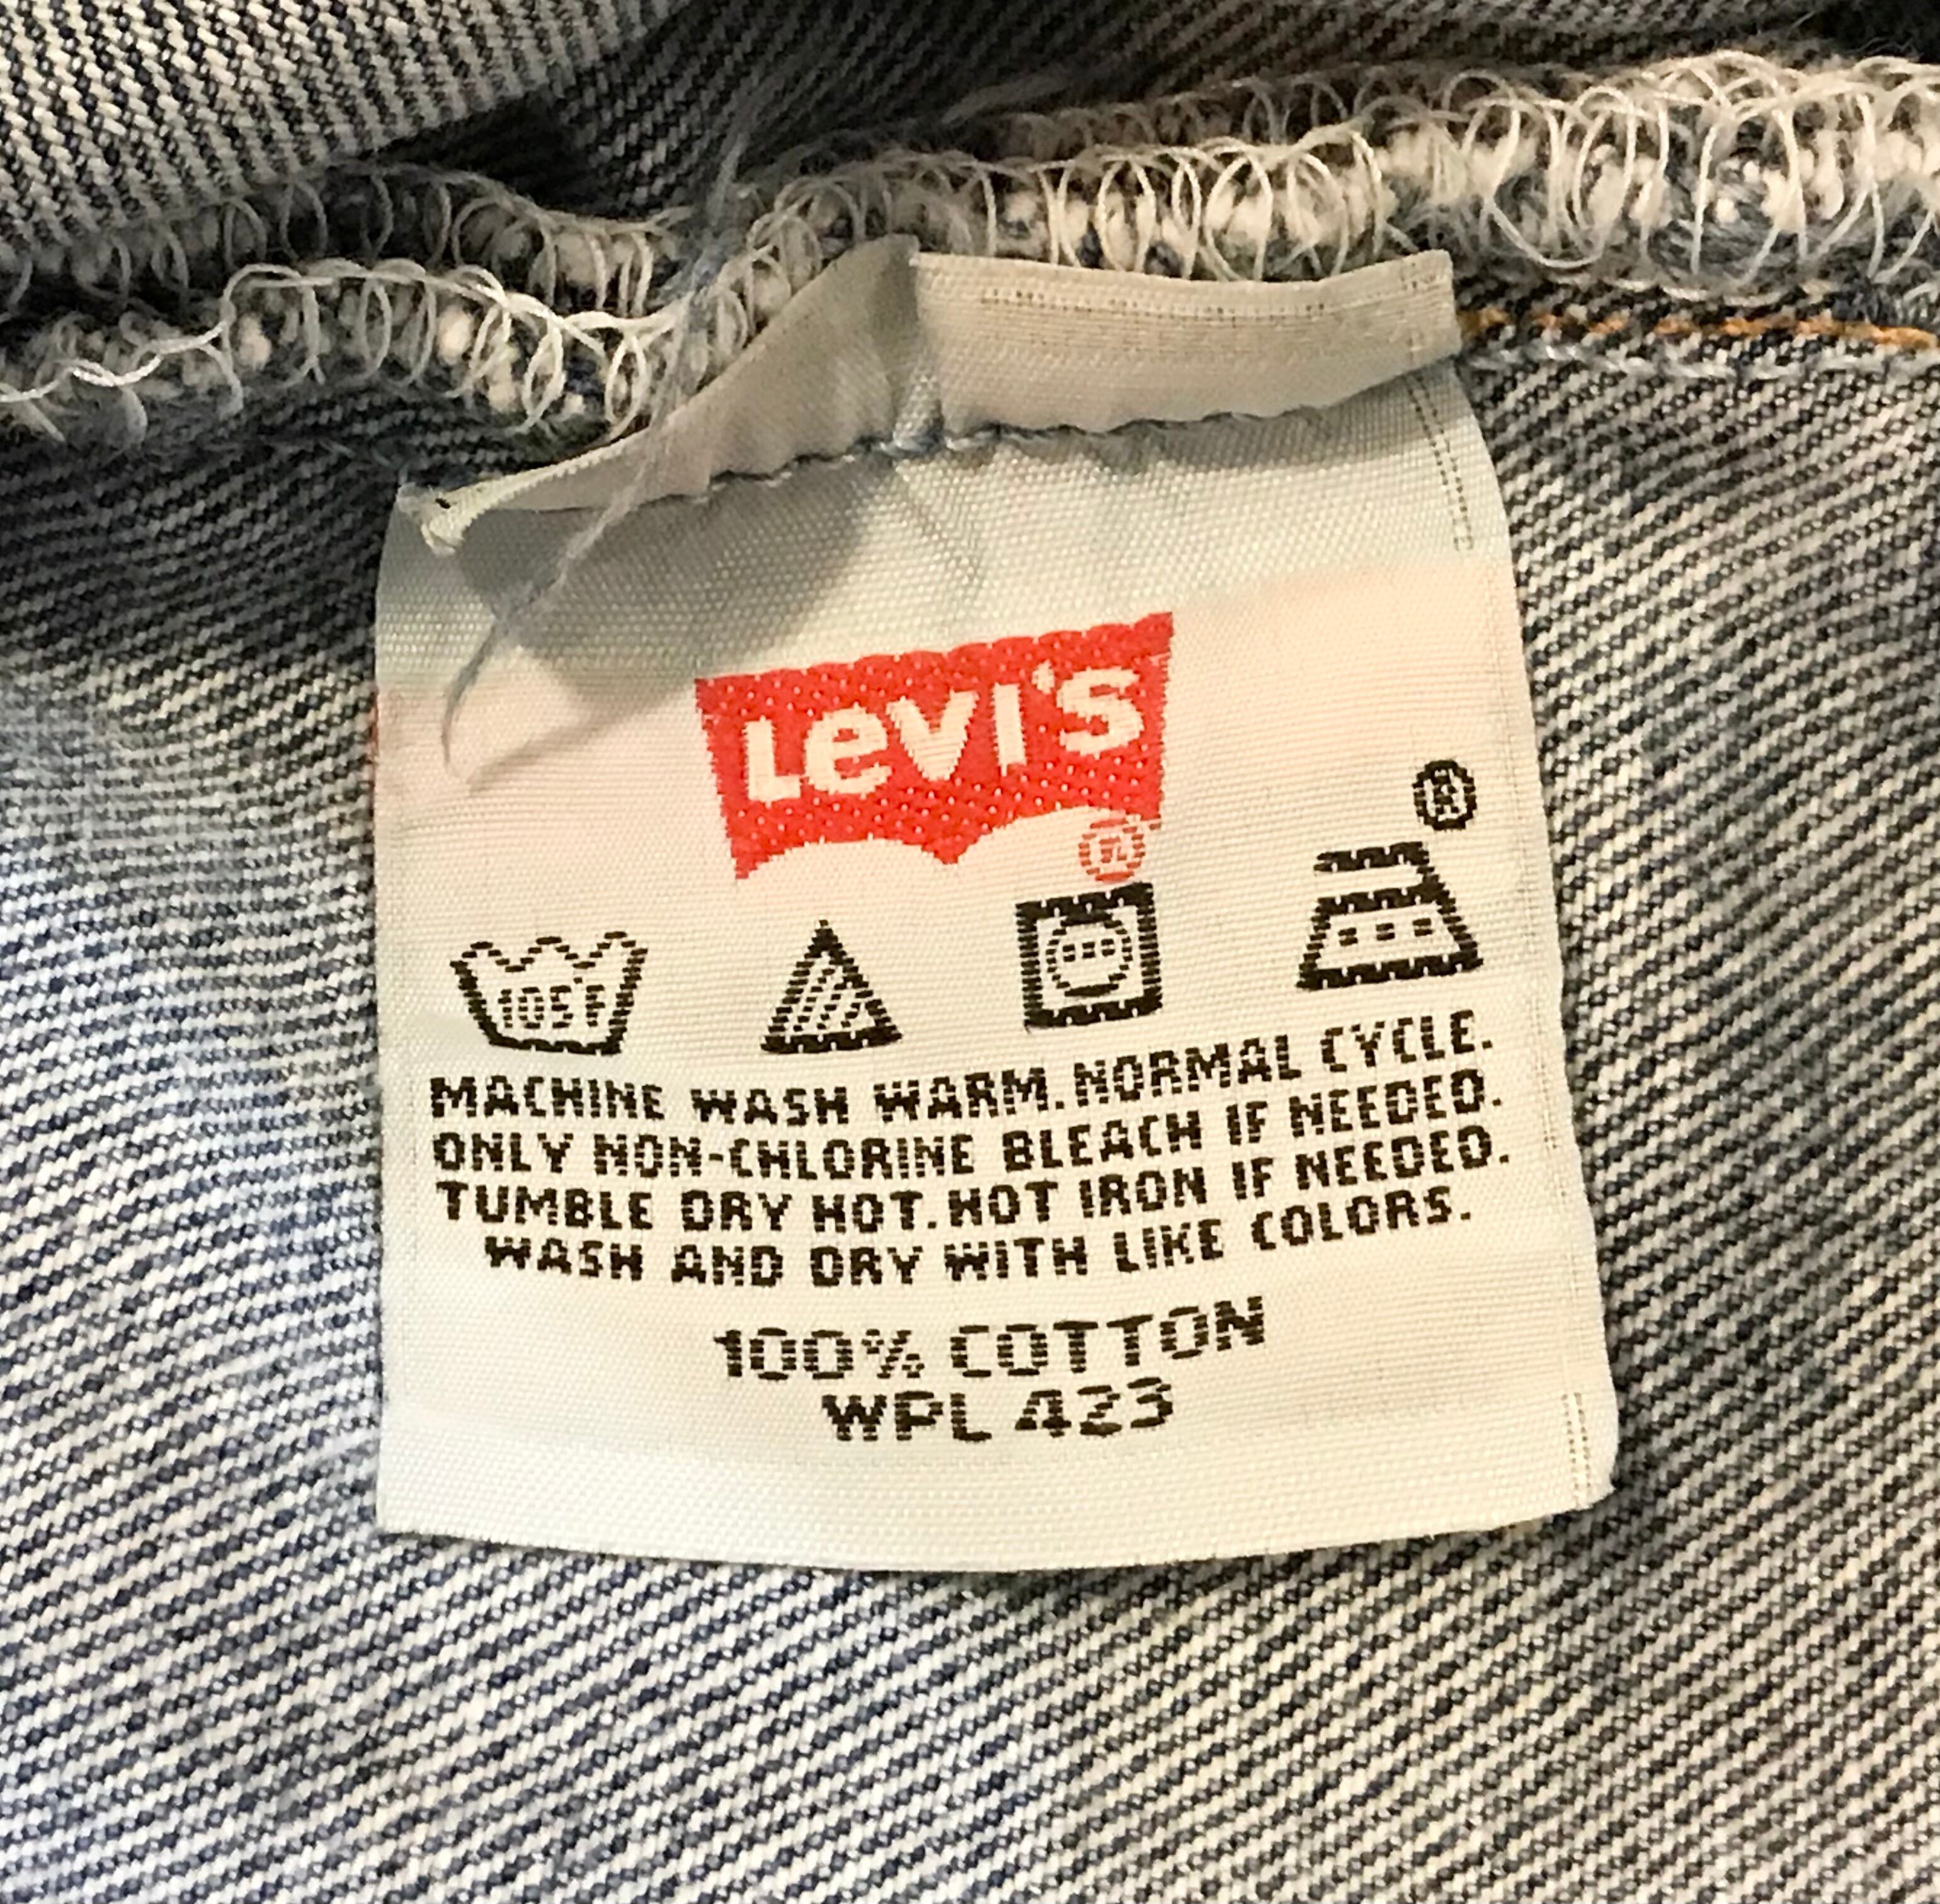 LeVI'S
®
®
105°F
MACHINE WASH WARM. NORMAL CYCLE.
ONLY NON-CHLORINE BLEACH IF NEEDED.
TUMBLE DRY HOT. HOT IRON IF NEEDED.
WASH AND DRY WITH LIKE COLORS.
100% COTTON
WPL 423